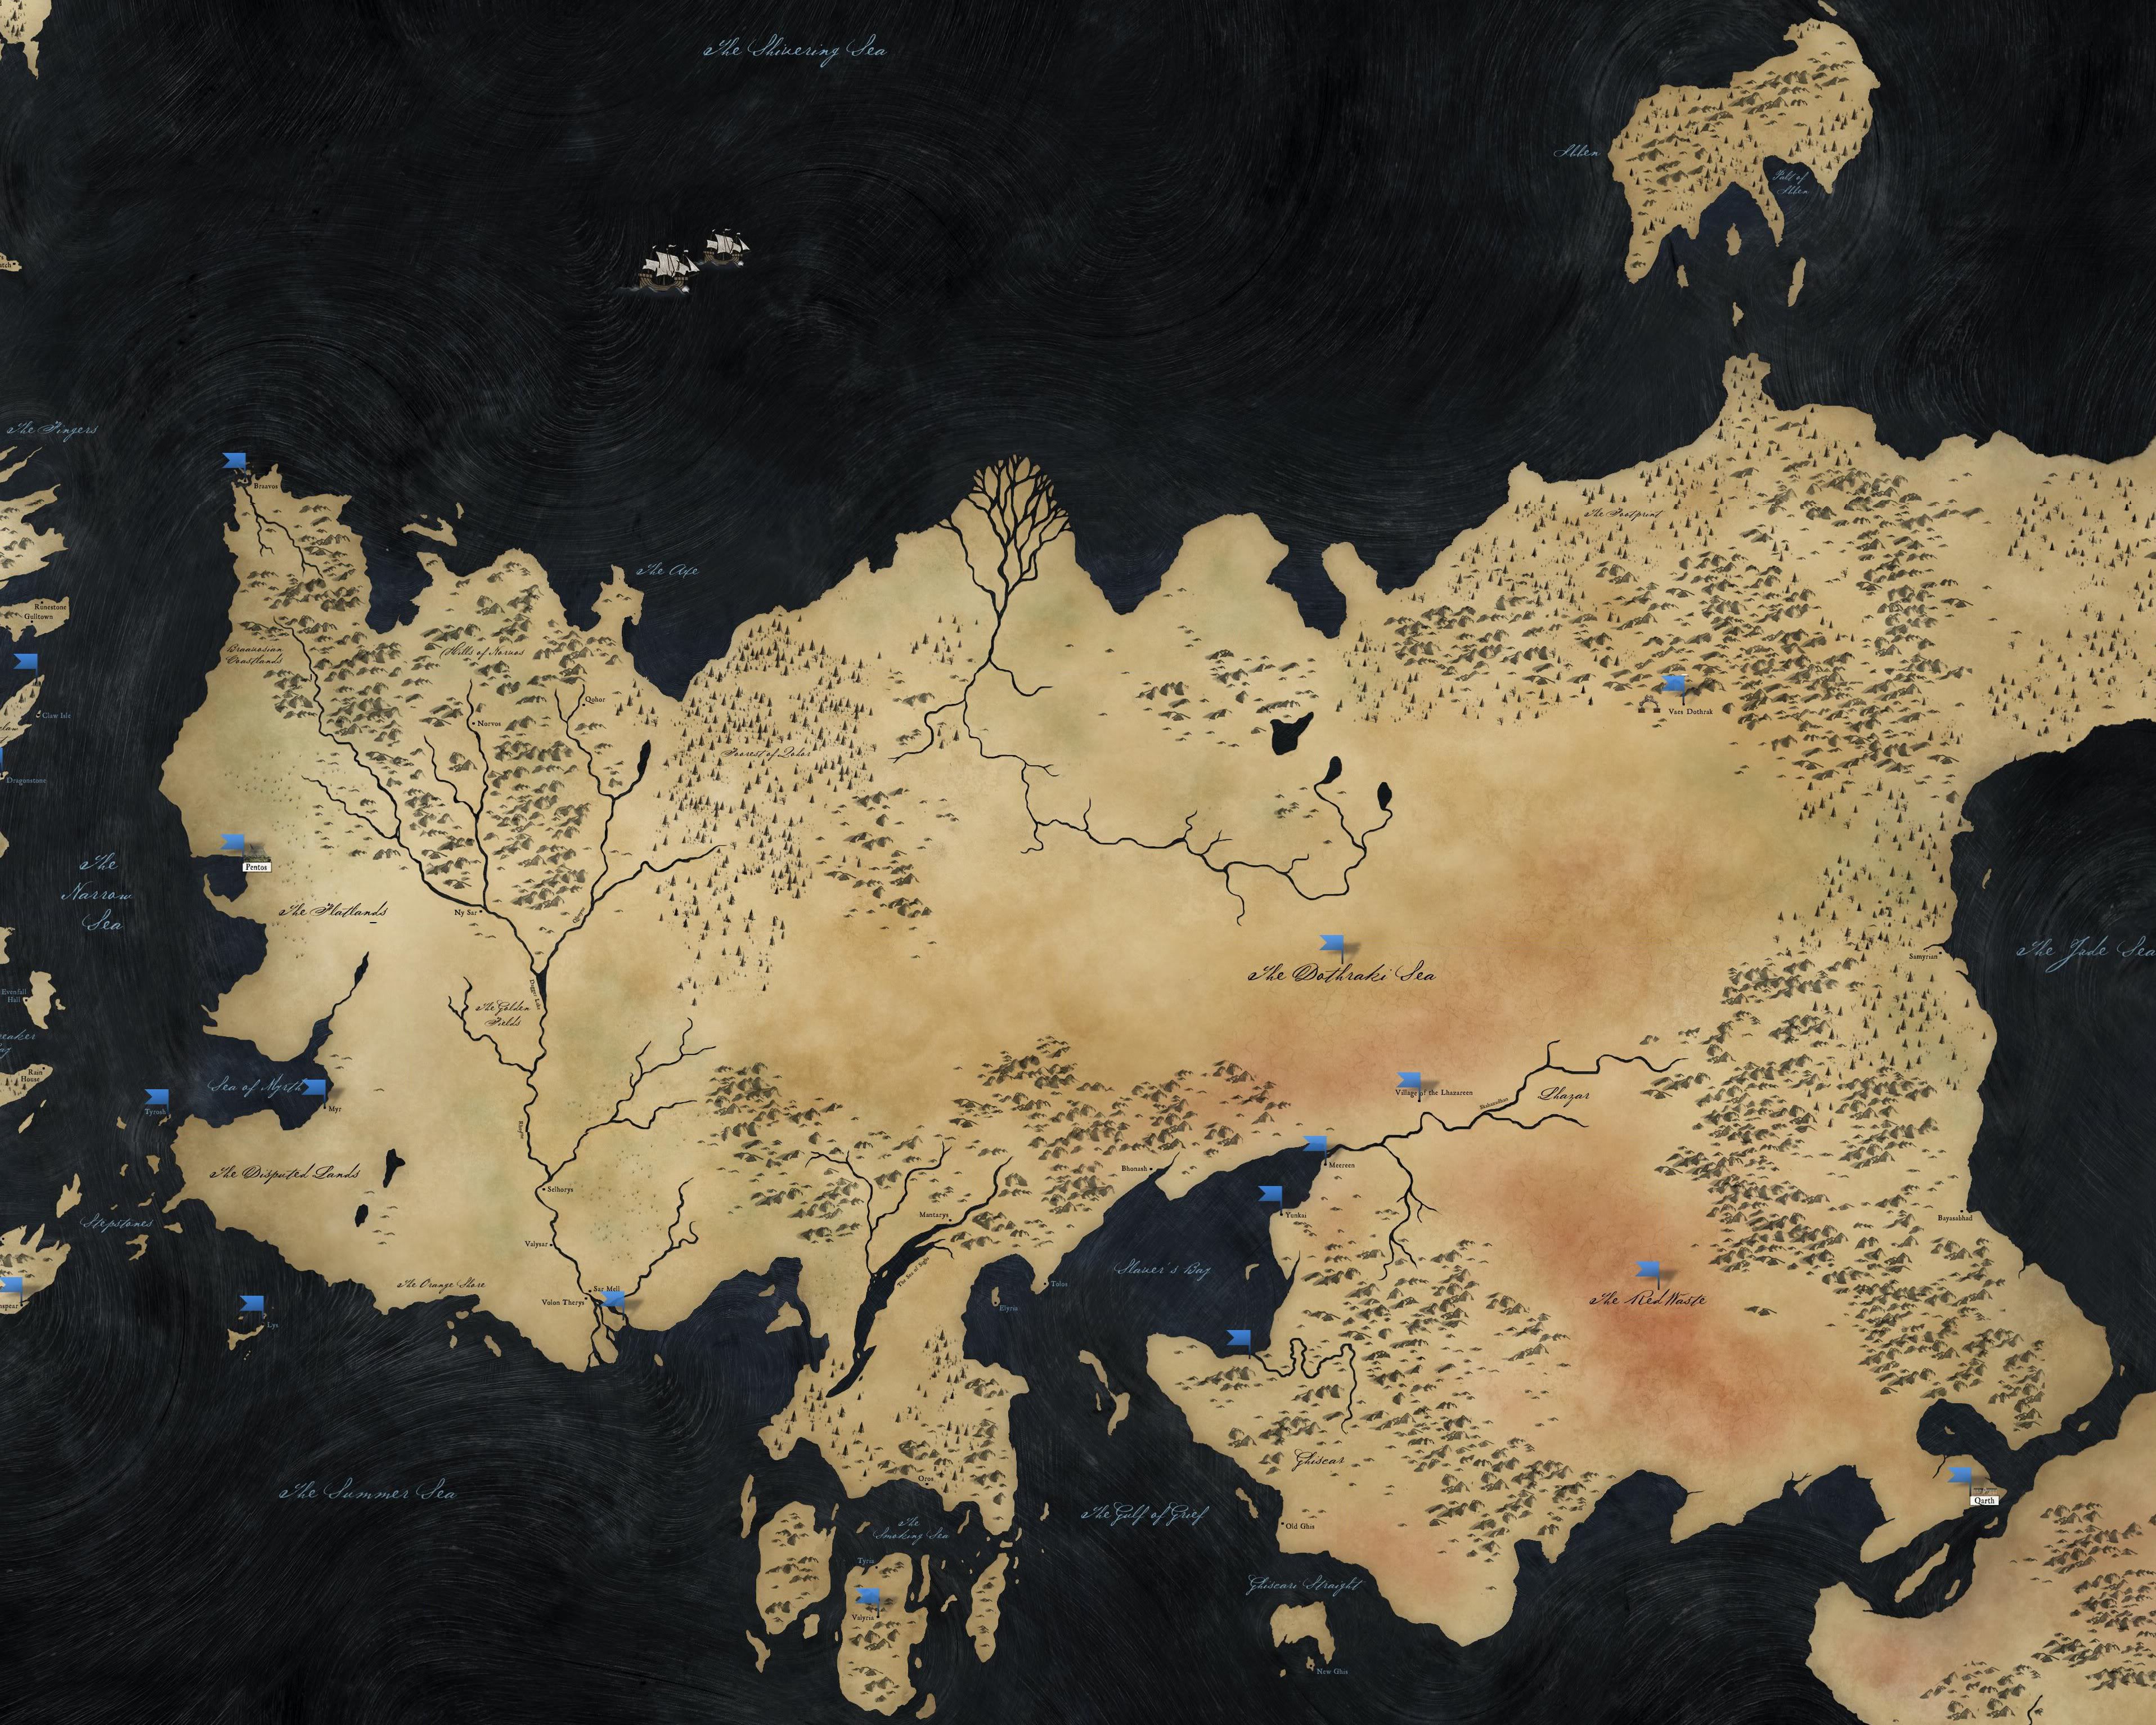 The Shivering Sea
Ibben
Port of
Ibben
The Fingers
Braavos
The Footprint
The Axe
Runestone
Gulltown
Braavosian
Coastlands
Hills of Norvos
Qohor
Claw Isle
Vaes Dothrak
Norvos
Forest of Qohor
Dragonstone
The
Narrow
Sea
Pentos
The Flatlands
Ny Sar
The Jade Sea
Samyrian
The Dothraki Sea
Evenfall
Hall
Dagger Lake
The Golden
Fields
Rain
House
Sea of Myrth
Village of the Lhazareen
Lhazar
Tyrosh
Myr
Meereen
Bhorash
The Disputed Lands
Selhorys
Yunkai
Mantarys
Stepstones
Bayasabhad
Valysar
Slaver's Bay
The Sea of Sighs
The Orange Shore
Tolos
Sar Mell
Volon Therys
Elyria
The Red Waste
Lys
Ghiscar
Oros
The Summer Sea
Qarth
The Gulf of Grief
The
Smoking Sea
Old Ghis
Tyria
Ghiscari Straight
Valyria
New Ghis